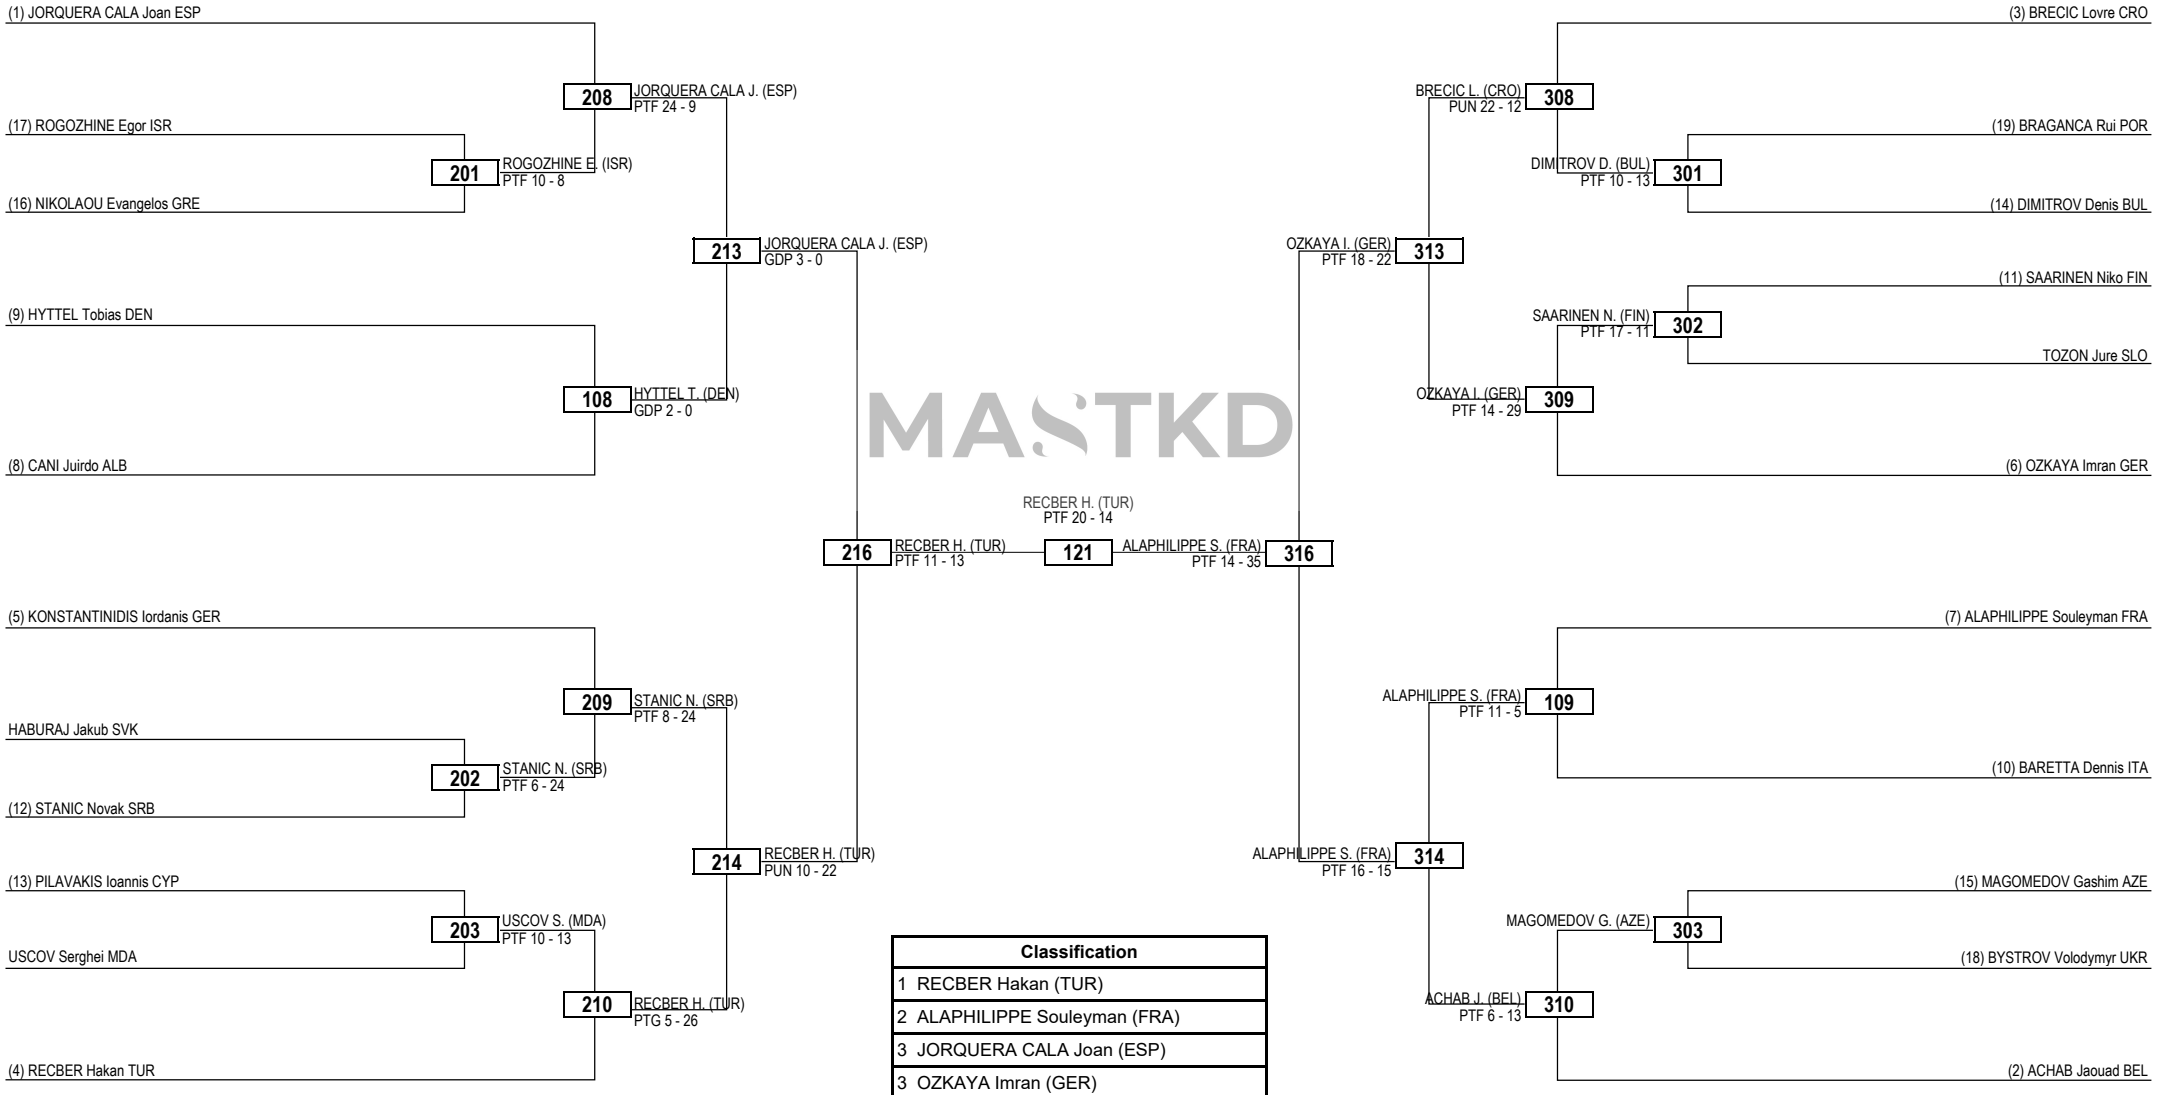 (1) JORQUERA CALA Joan ESP
(17) ROGOZHINE Egor ISR
(16) NIKOLAOU Evangelos GRE
(9) HYTTEL Tobias DEN
(8) CANI Juirdo ALB
(5) KONSTANTINIDIS Iordanis GER
HABURAJ Jakub SVK
(12) STANIC Novak SRB
(13) PILAVAKIS Ioannis CYP
USCOV Serghei MDA
(4) RECBER Hakan TUR
201
ROGOZHINE E. (ISR)
PTF 10 - 8
202
STANIC N. (SRB)
PTF 6 - 24
203
USCOV S. (MDA)
PTF 10 - 13
208
JORQUERA CALA J. (ESP)
PTF 24 - 9
108
HYTTEL T. (DEN)
GDP 2 - 0
209
STANIC N. (SRB)
PTF 8 - 24
210
RECBER H. (TUR)
PTG 5 - 26
213
JORQUERA CALA J. (ESP)
GDP 3 - 0
214
RECBER H. (TUR)
PUN 10 - 22
216
RECBER H. (TUR)
PTF 11 - 13
MASTKD
RECBER H. (TUR)
PTF 20 - 14
121
ALAPHILIPPE S. (FRA)
PTF 14 - 35
316
OZKAYA I. (GER)
PTF 18 - 22
313
ALAPHILIPPE S. (FRA)
PTF 16 - 15
314
BRECIC L. (CRO)
PUN 22 - 12
308
OZKAYA I. (GER)
PTF 14 - 29
309
ALAPHILIPPE S. (FRA)
PTF 11 - 5
109
ACHAB J. (BEL)
PTF 6 - 13
310
DIMITROV D. (BUL)
PTF 10 - 13
301
SAARINEN N. (FIN)
PTF 17 - 11
302
MAGOMEDOV G. (AZE)
303
(3) BRECIC Lovre CRO
(19) BRAGANCA Rui POR
(14) DIMITROV Denis BUL
(11) SAARINEN Niko FIN
TOZON Jure SLO
(6) OZKAYA Imran GER
(7) ALAPHILIPPE Souleyman FRA
(10) BARETTA Dennis ITA
(15) MAGOMEDOV Gashim AZE
(18) BYSTROV Volodymyr UKR
(2) ACHAB Jaouad BEL
Classification
1 RECBER Hakan (TUR)
2 ALAPHILIPPE Souleyman (FRA)
3 JORQUERA CALA Joan (ESP)
3 OZKAYA Imran (GER)